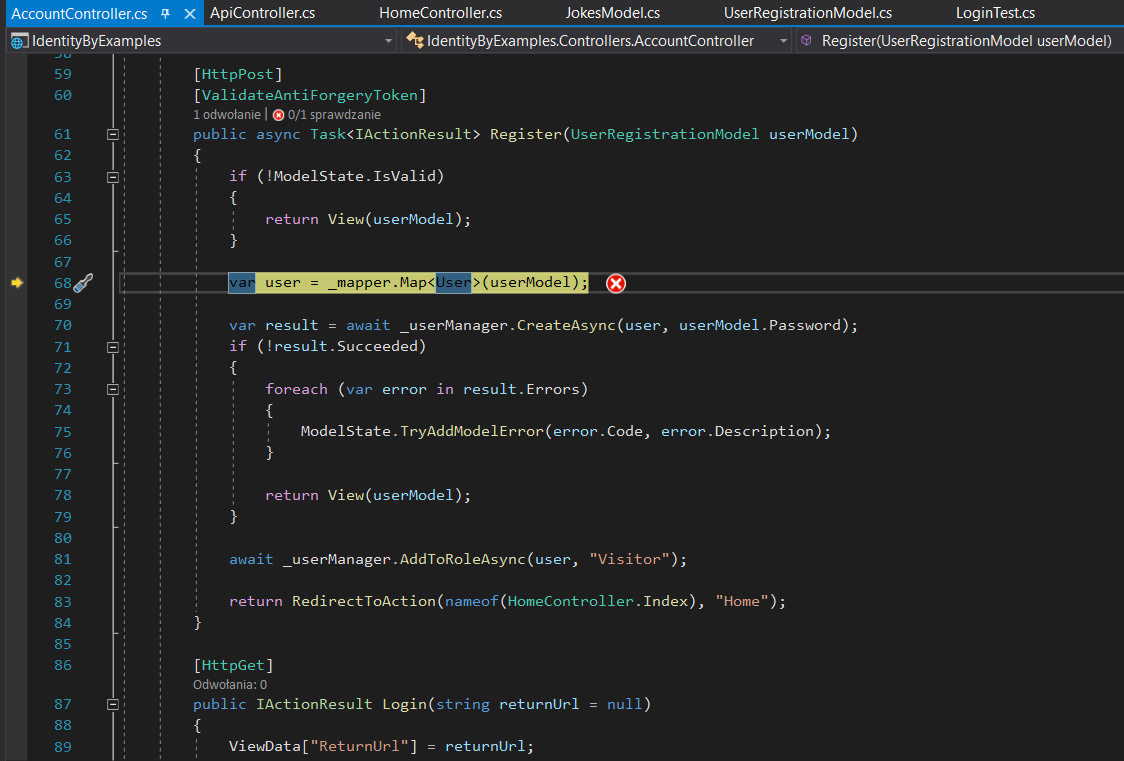 AccountController.cs ApiController.cs HomeController.cs JokesModel.cs UserRegistrationModel.cs LoginTest.cs
IdentityByExamples IdentityByExamples.Controllers.AccountController Register(UserRegistrationModel userModel)
58
59 [HttpPost]
60 [ValidateAntiForgeryToken]
1 odwołanie | 0/1 sprawdzanie
61 public async Task<IActionResult> Register(UserRegistrationModel userModel)
62 {
63 if (!ModelState.IsValid)
64 {
65 return View(userModel);
66 }
67
68 var user = _mapper.Map<User>(userModel);
69
70 var result = await _userManager.CreateAsync(user, userModel.Password);
71 if (!result.Succeeded)
72 {
73 foreach (var error in result.Errors)
74 {
75 ModelState.TryAddModelError(error.Code, error.Description);
76 }
77
78 return View(userModel);
79 }
80
81 await _userManager.AddToRoleAsync(user, "Visitor");
82
83 return RedirectToAction(nameof(HomeController.Index), "Home");
84 }
85
86 [HttpGet]
Odwołania: 0
87 public IActionResult Login(string returnUrl = null)
88 {
89 ViewData["ReturnUrl"] = returnUrl;